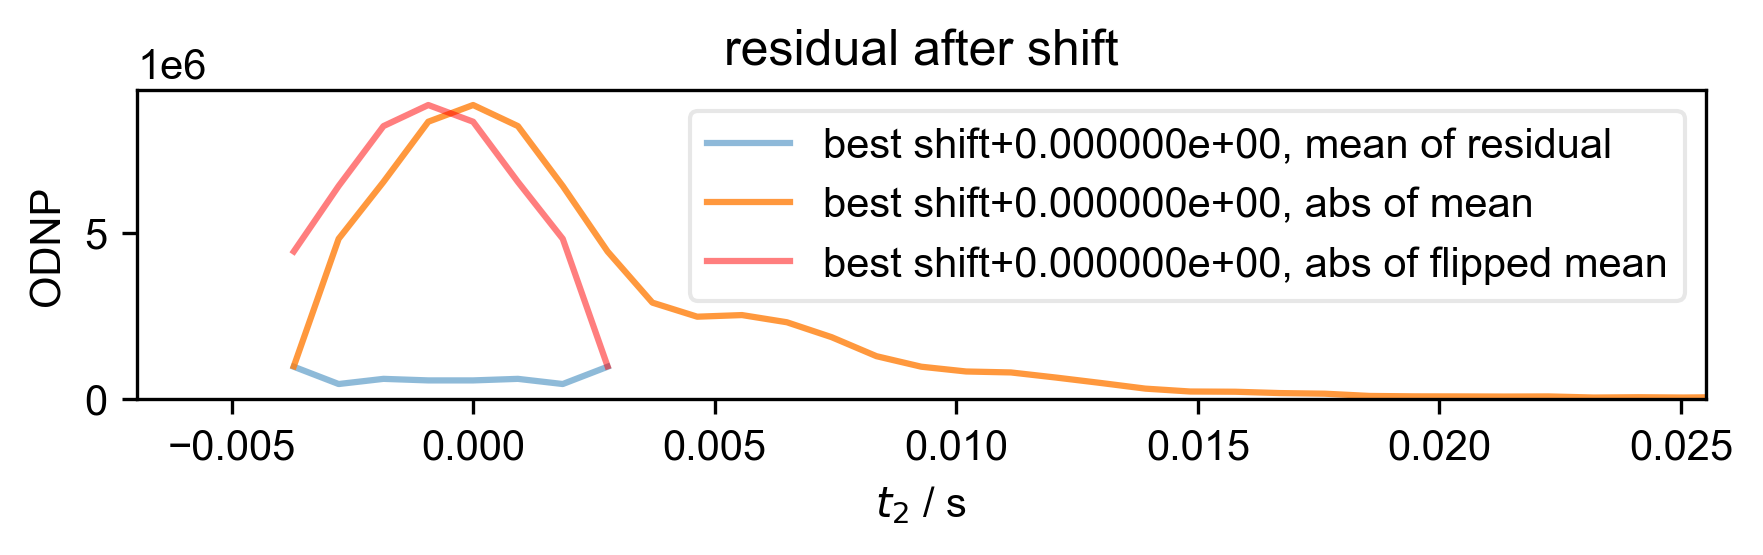 residual after shift
1e6
best shift+0.000000e+00, mean of residual
best shift+0.000000e+00, abs of mean
best shift+0.000000e+00, abs of flipped mean
ODNP
5
0
−0.005 0.000 0.005 0.010 0.015 0.020 0.025
t₂ / s